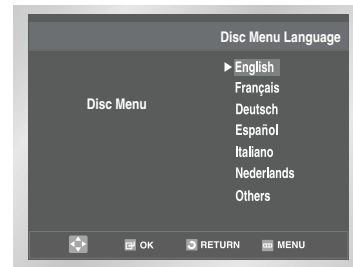 Disc Menu Language
Disc Menu
► English
Français
Deutsch
Español
Italiano
Nederlands
Others
OK RETURN MENU